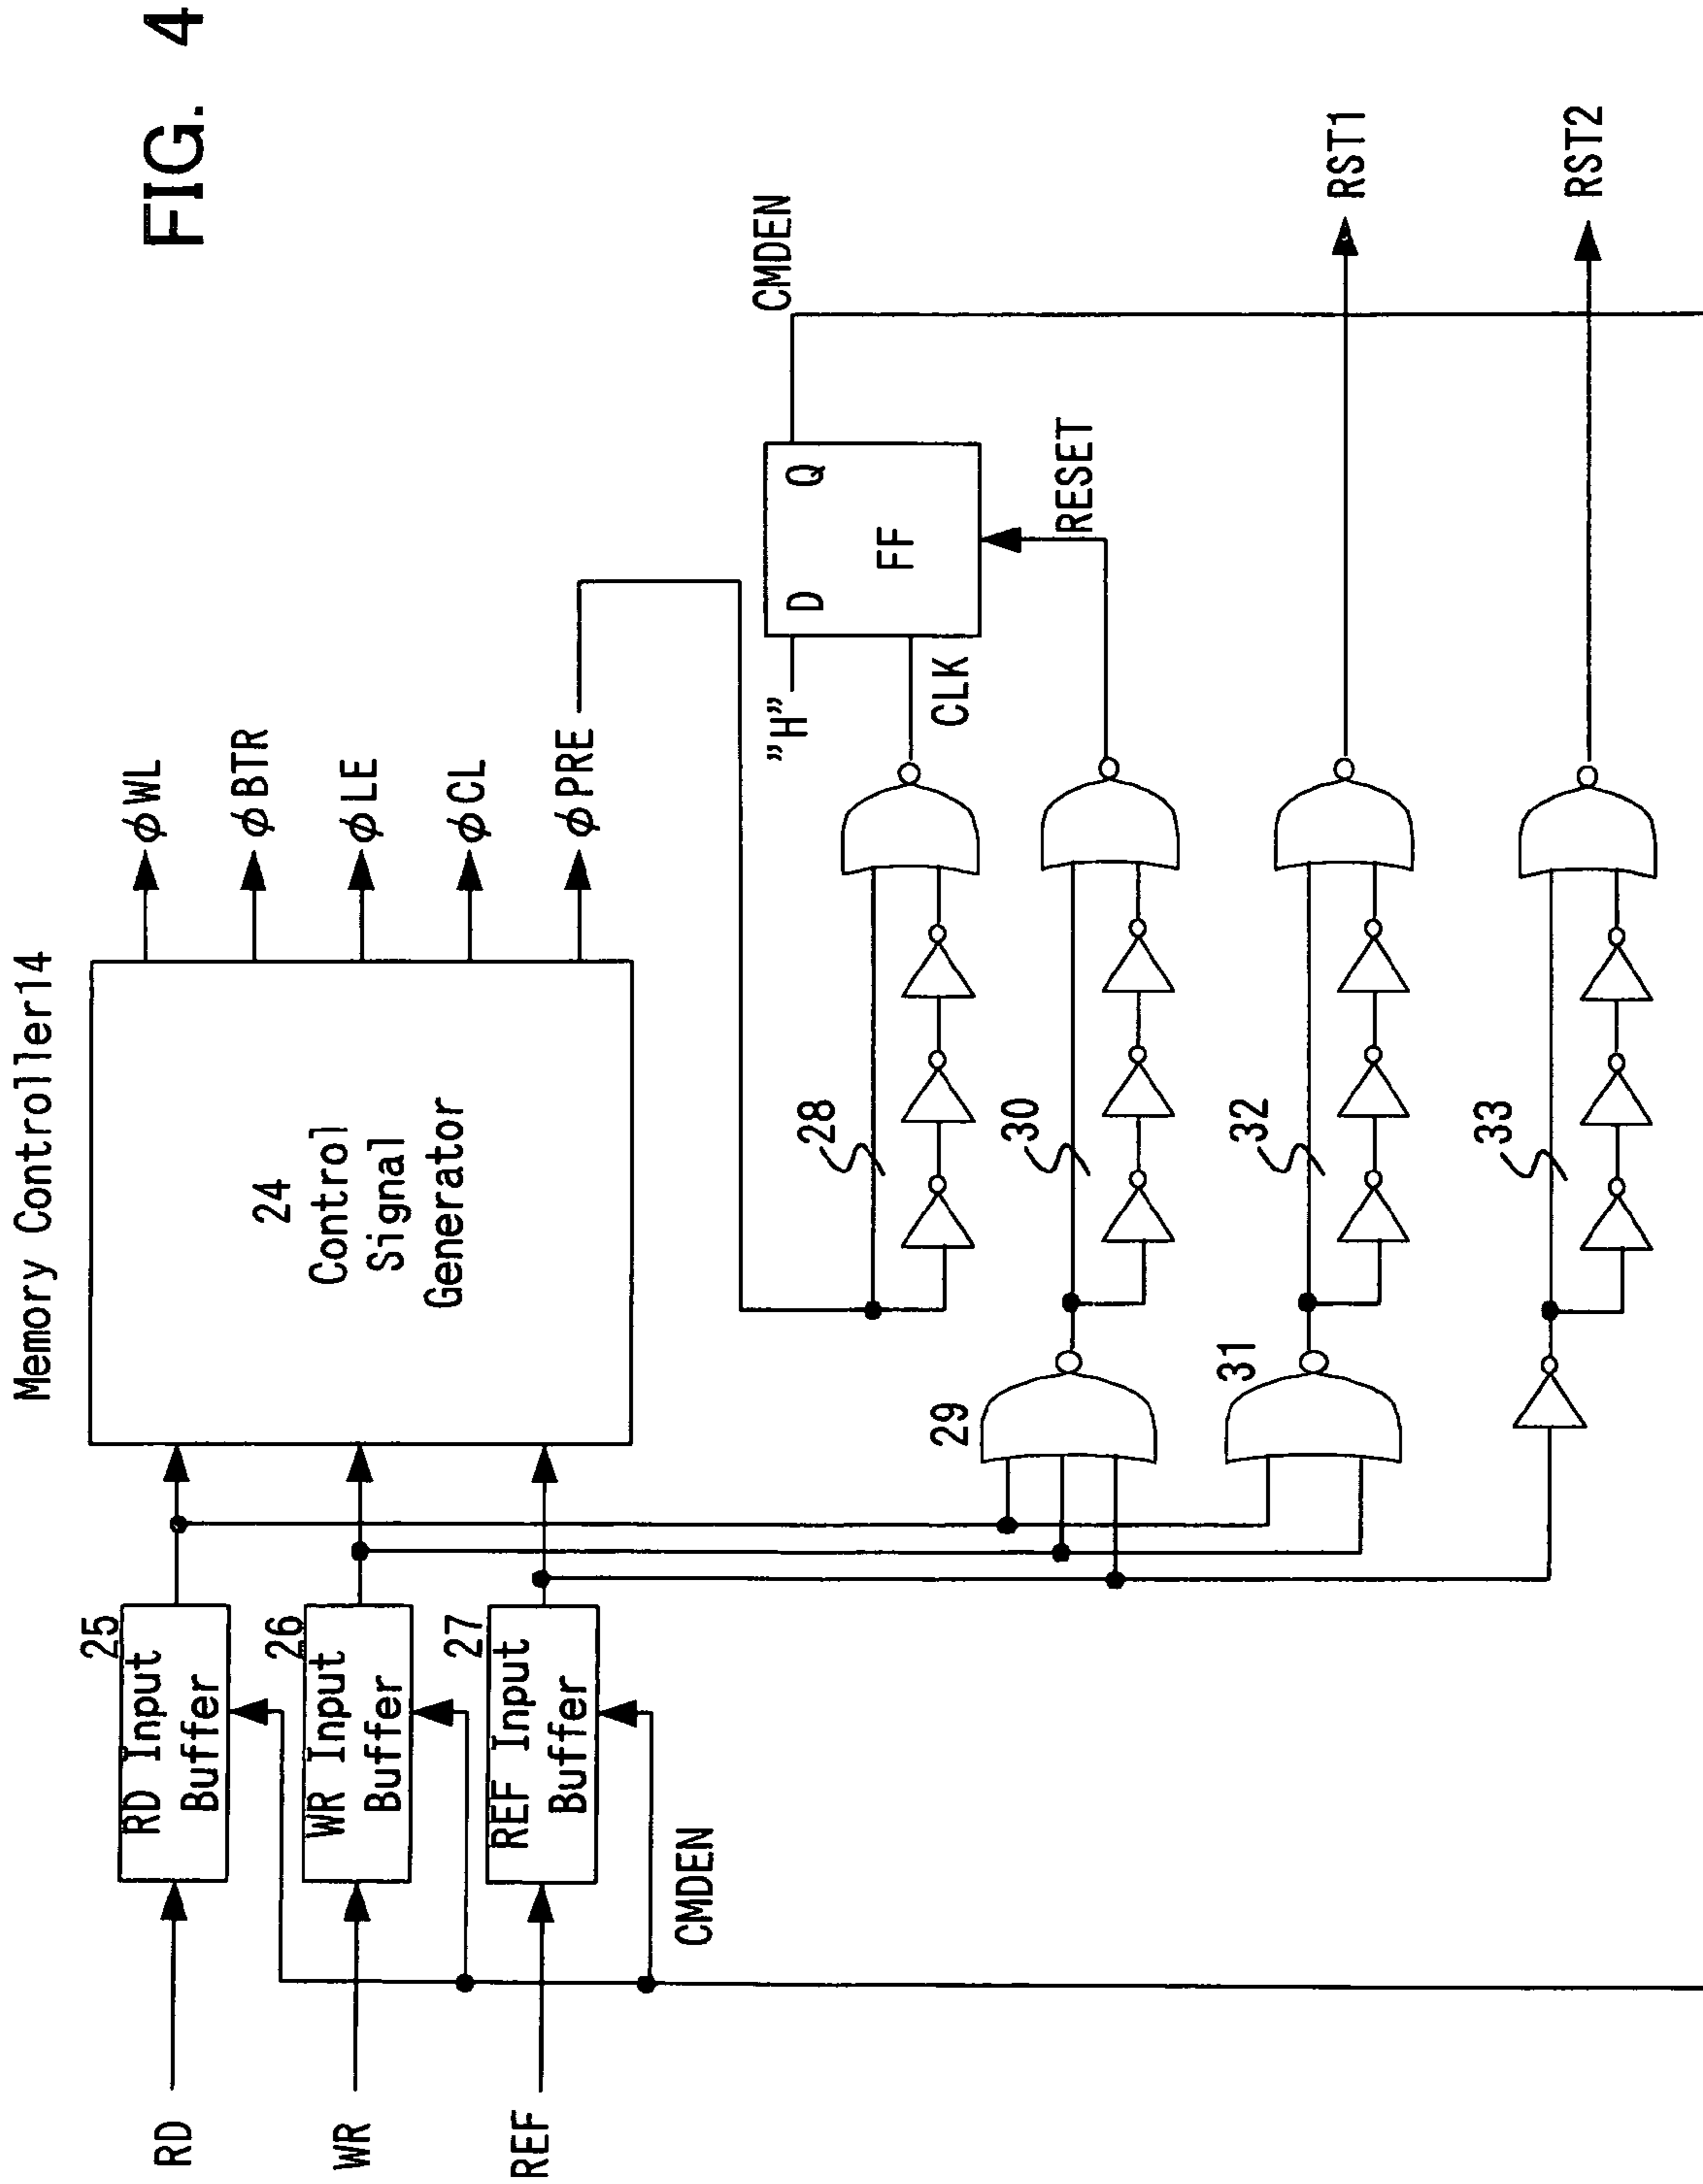 FIG. 4
Memory Controller14
RD
WR
REF
25
RD Input
Buffer
26
WR Input
Buffer
27
REF Input
Buffer
CMDEN
24
Control
Signal
Generator
φWL
φBTR
φLE
φCL
φPRE
28
"H"
D
Q
FF
CLK
RESET
CMDEN
29
30
31
32
RST1
33
RST2